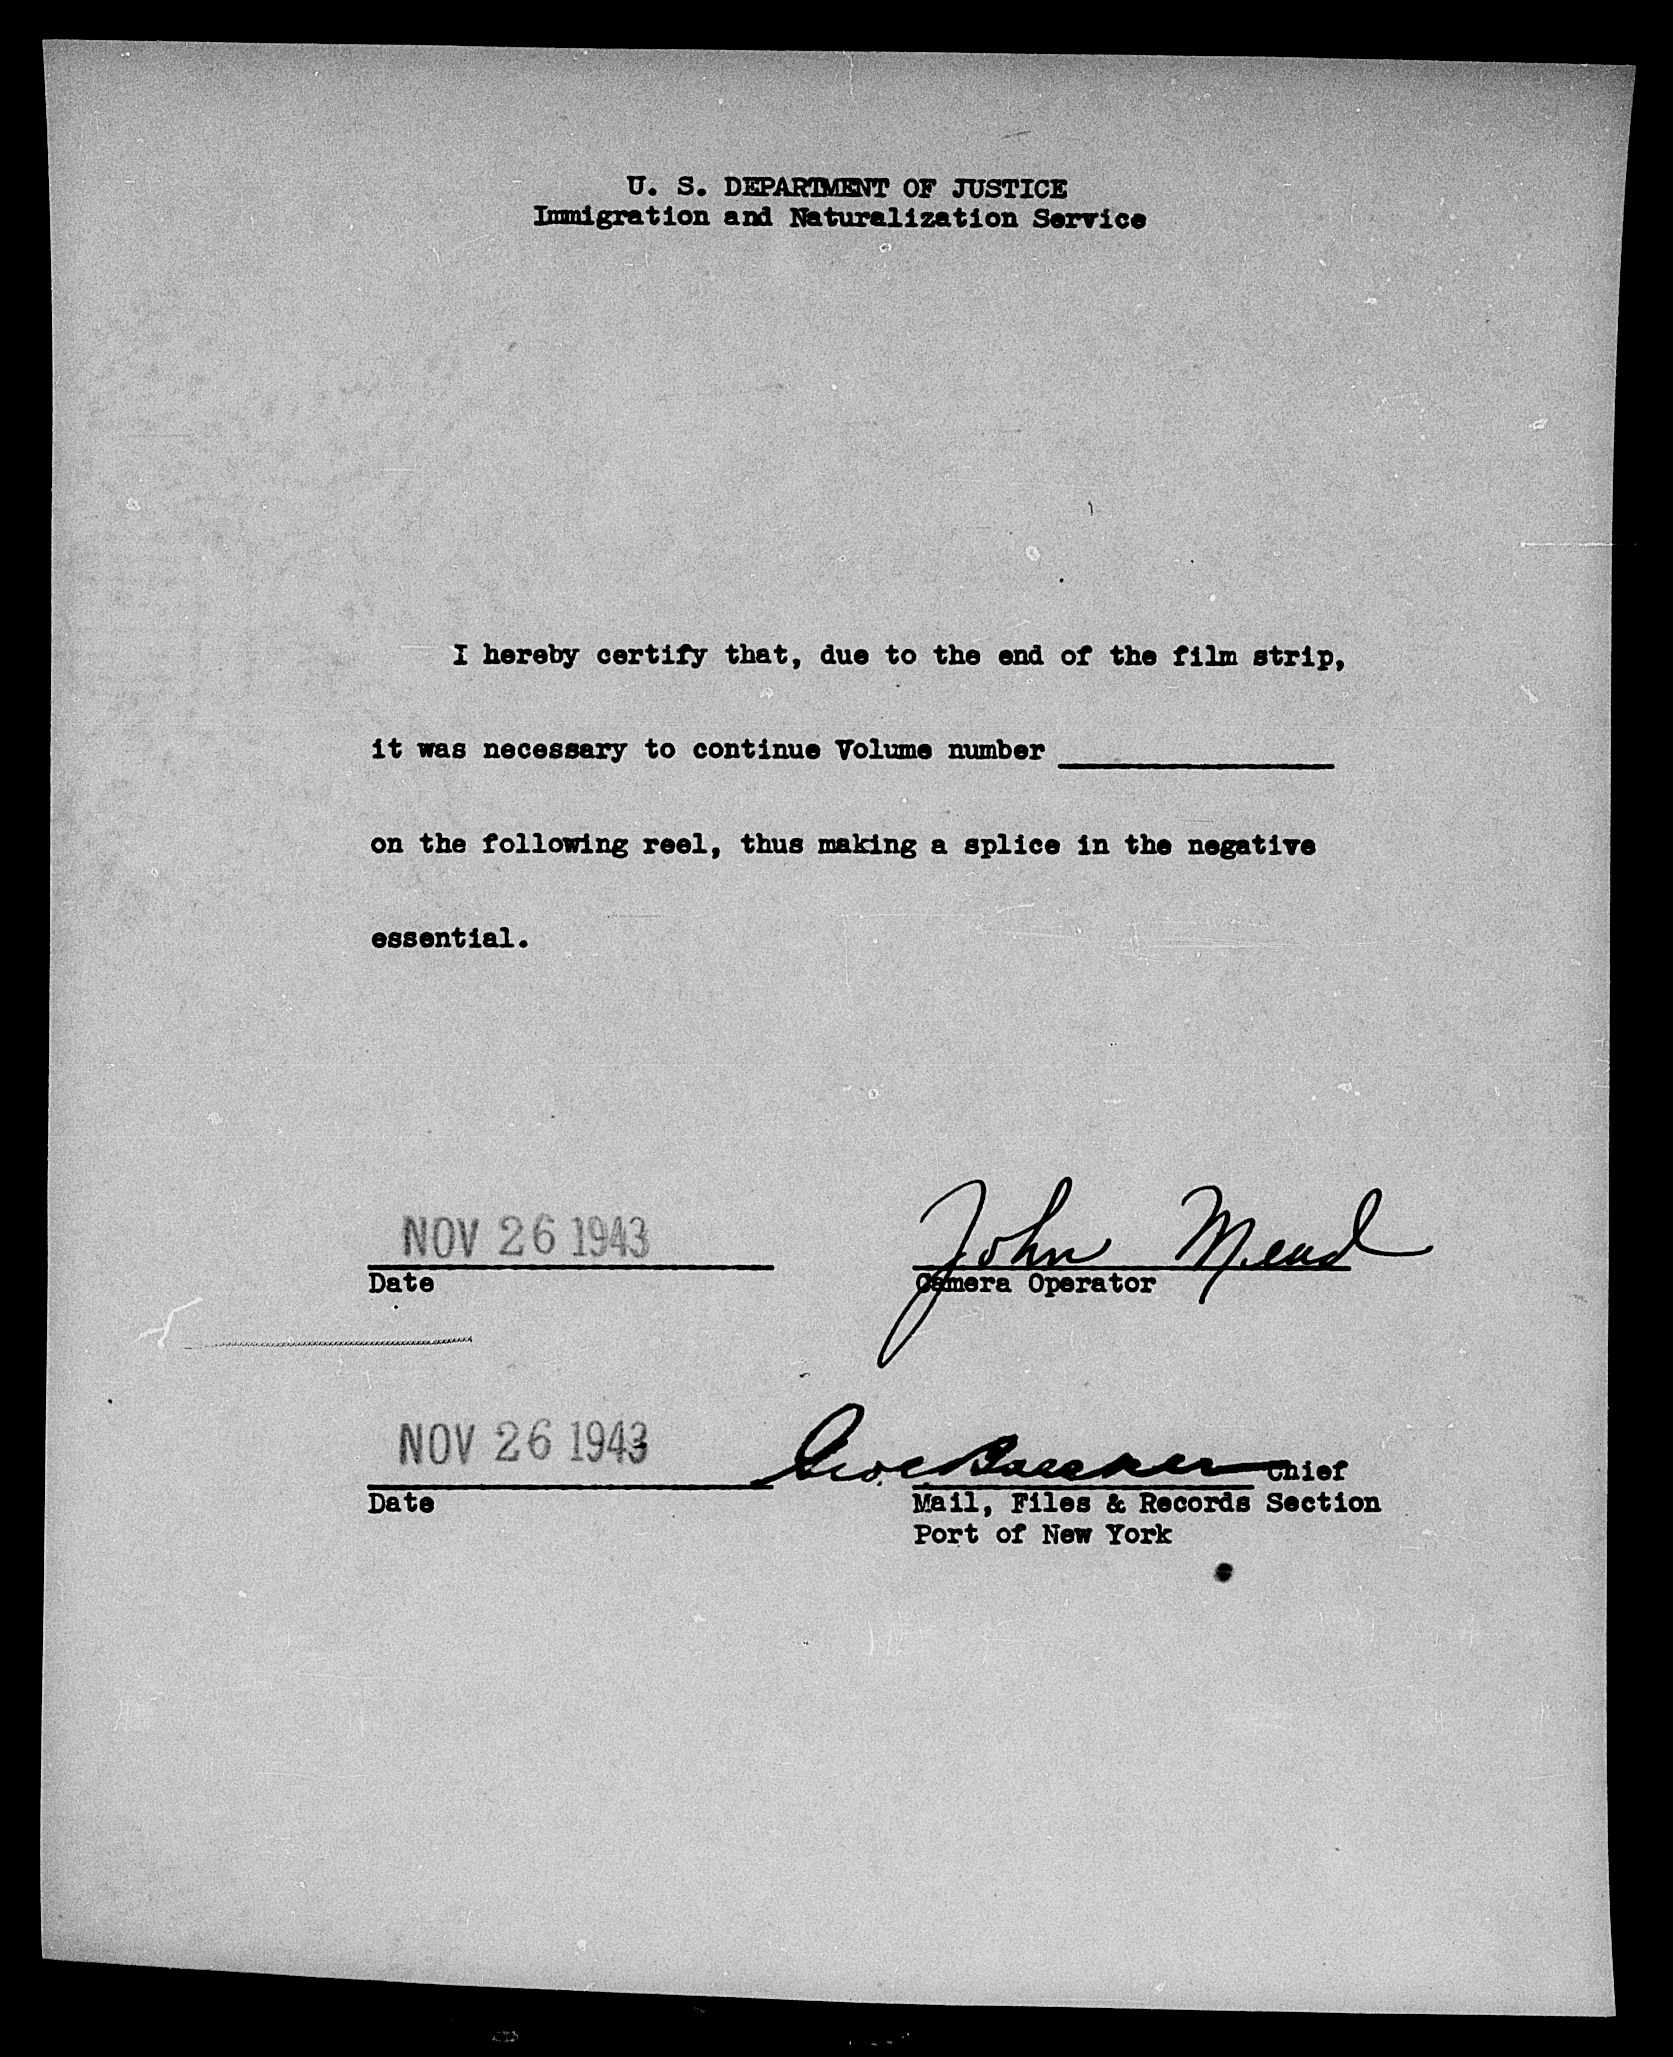 U. S. DEPARTMENT OF JUSTICE
Immigration and Naturalization Service
I hereby certify that, due to the end of the film strip,
it was necessary to continue Volume number
on the following reel, thus making a splice in the negative
essential.
NOV 26 1943
John Mead
Date
Camera Operator
NOV 26 1943
Chief
Date
Mail, Files & Records Section
Port of New York